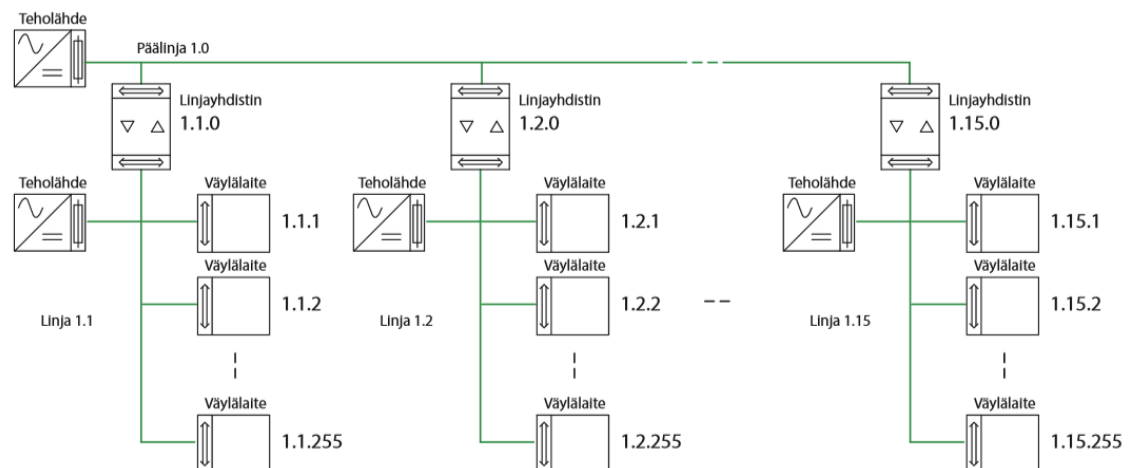 Teholähde
Päälinja 1.0
Linjayhdistin
1.1.0
Linjayhdistin
1.2.0
Linjayhdistin
1.15.0
Teholähde
Väylälaite
1.1.1
Väylälaite
1.1.2
Linja 1.1
Väylälaite
1.1.255
Teholähde
Väylälaite
1.2.1
Väylälaite
1.2.2
Linja 1.2
Väylälaite
1.2.255
Teholähde
Väylälaite
1.15.1
Väylälaite
1.15.2
Linja 1.15
Väylälaite
1.15.255